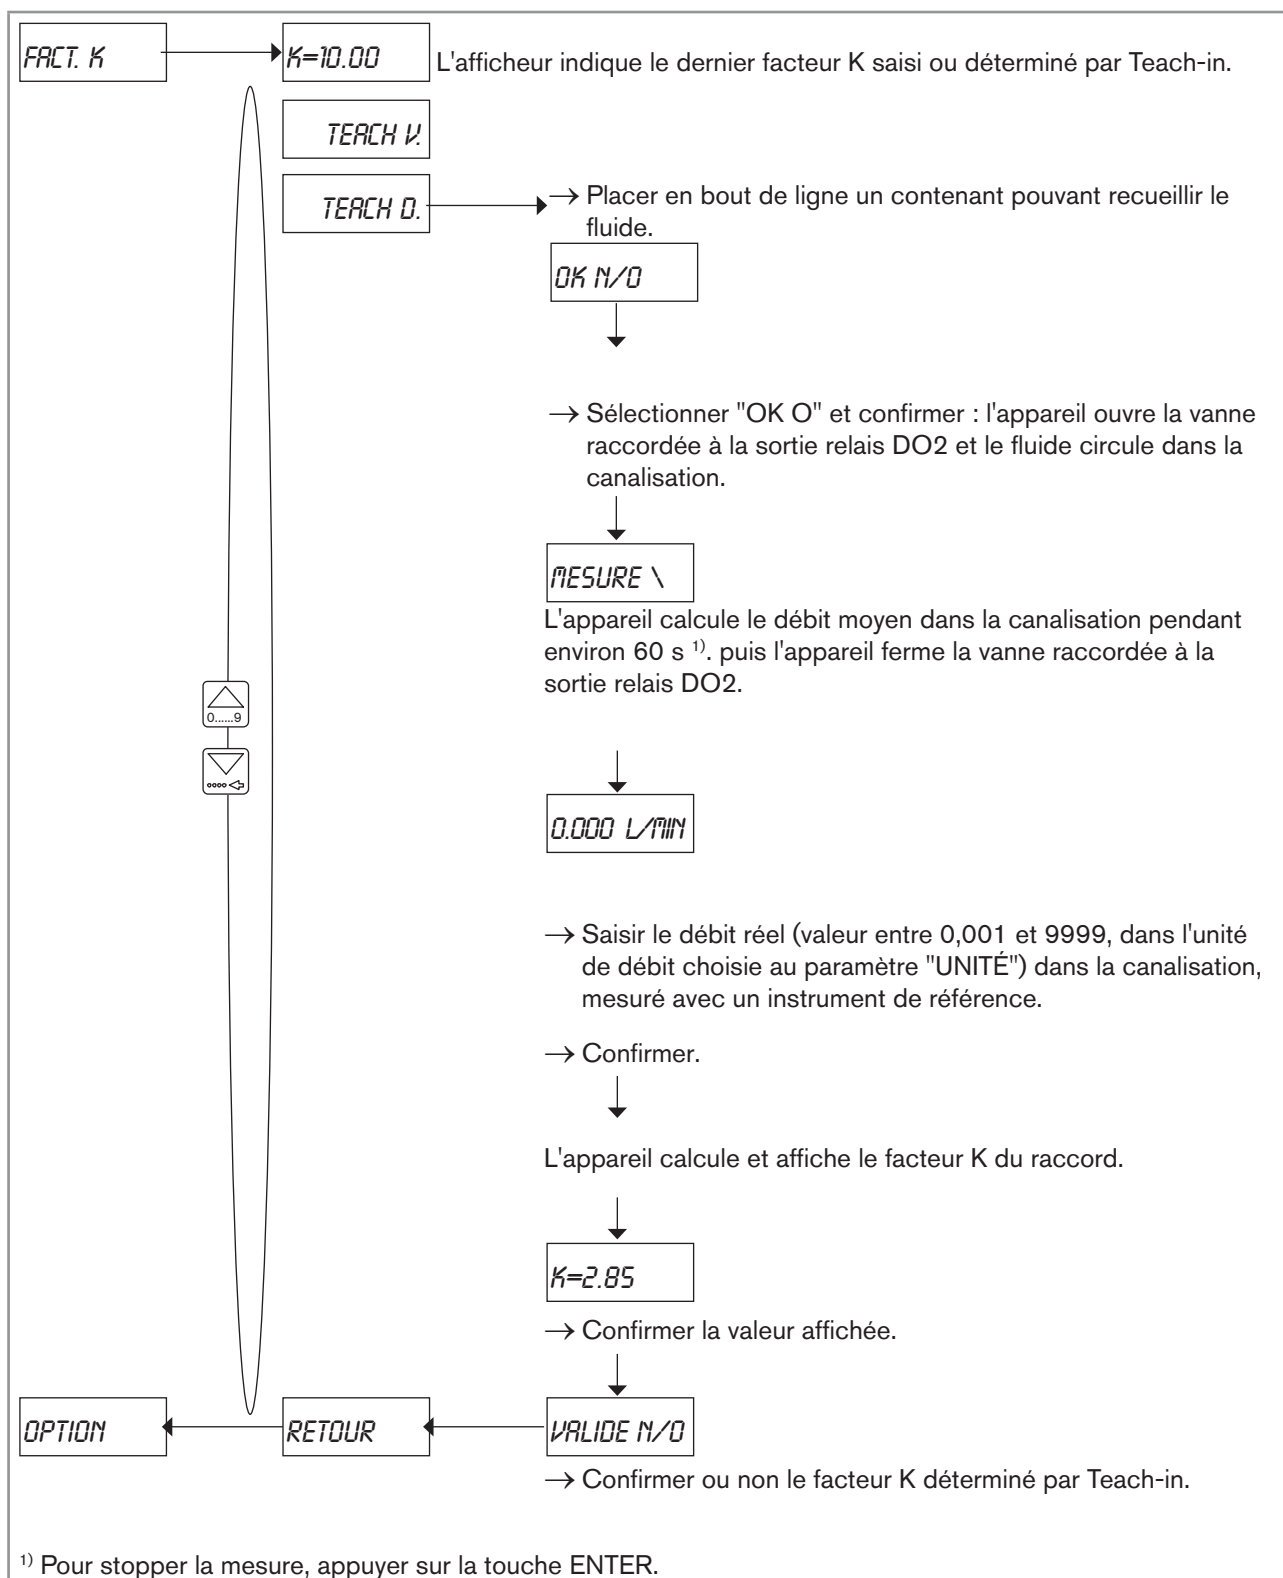 FACT. K
K=10.00
L'afficheur indique le dernier facteur K saisi ou déterminé par Teach-in.
TEACH V.
TEACH D.
→ Placer en bout de ligne un contenant pouvant recueillir le
fluide.
OK N/O
→ Sélectionner "OK O" et confirmer : l'appareil ouvre la vanne
raccordée à la sortie relais DO2 et le fluide circule dans la
canalisation.
MESURE \
L'appareil calcule le débit moyen dans la canalisation pendant
environ 60 s 1). puis l'appareil ferme la vanne raccordée à la
sortie relais DO2.
0......9
0.000 L/MIN
→ Saisir le débit réel (valeur entre 0,001 et 9999, dans l'unité
de débit choisie au paramètre "UNITÉ") dans la canalisation,
mesuré avec un instrument de référence.
→ Confirmer.
L'appareil calcule et affiche le facteur K du raccord.
K=2.85
→ Confirmer la valeur affichée.
OPTION
RETOUR
VALIDE N/O
→ Confirmer ou non le facteur K déterminé par Teach-in.
1) Pour stopper la mesure, appuyer sur la touche ENTER.